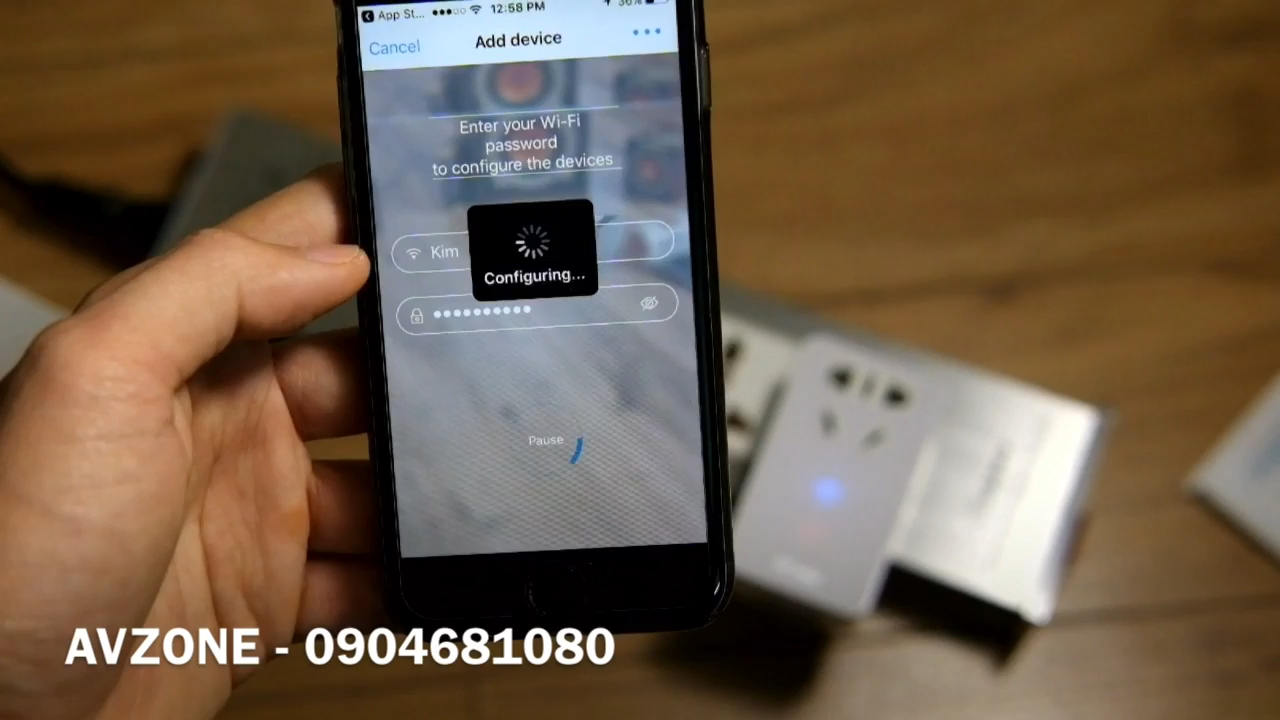 App St... 12:58 PM 36%
Cancel Add device
Enter your Wi-Fi
password
to configure the devices
Kim
Configuring...
Pause
AVZONE - 0904681080